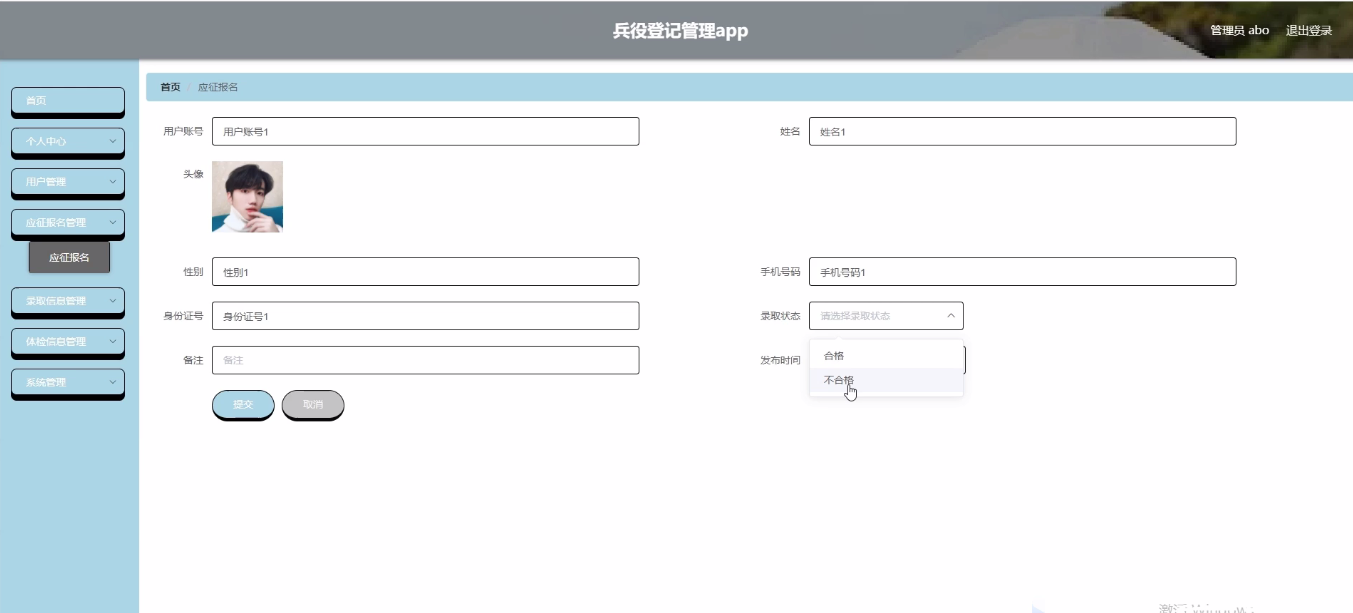 兵役登记管理app
管理员 abo
退出登录
首页
个人中心
用户管理
应征报名管理
应征报名
录取信息管理
体检信息管理
系统管理
首页 / 应征报名
用户账号 用户账号1
姓名 姓名1
头像
性别 性别1
手机号码 手机号码1
身份证号 身份证号1
录取状态 请选择录取状态
合格
不合格
备注 备注
发布时间
提交
取消
激活 Windows